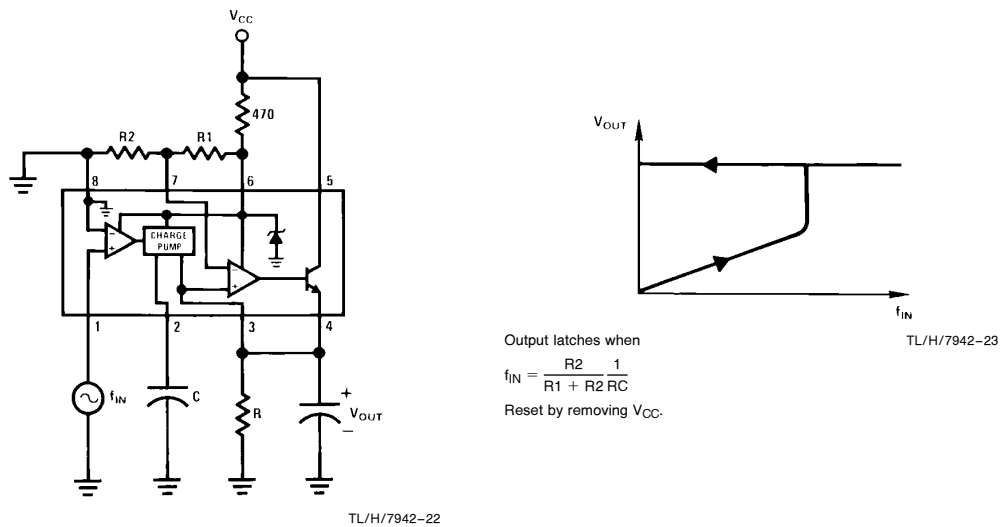 VCC
470
R2
R1
8
7
6
5
CHARGE
PUMP
−
+
−
+
1
2
3
4
fIN
C
R
+
VOUT
−
TL/H/7942–22
VOUT
fIN
TL/H/7942–23
Output latches when
fIN = R2 / (R1 + R2) 1 / RC
Reset by removing VCC.